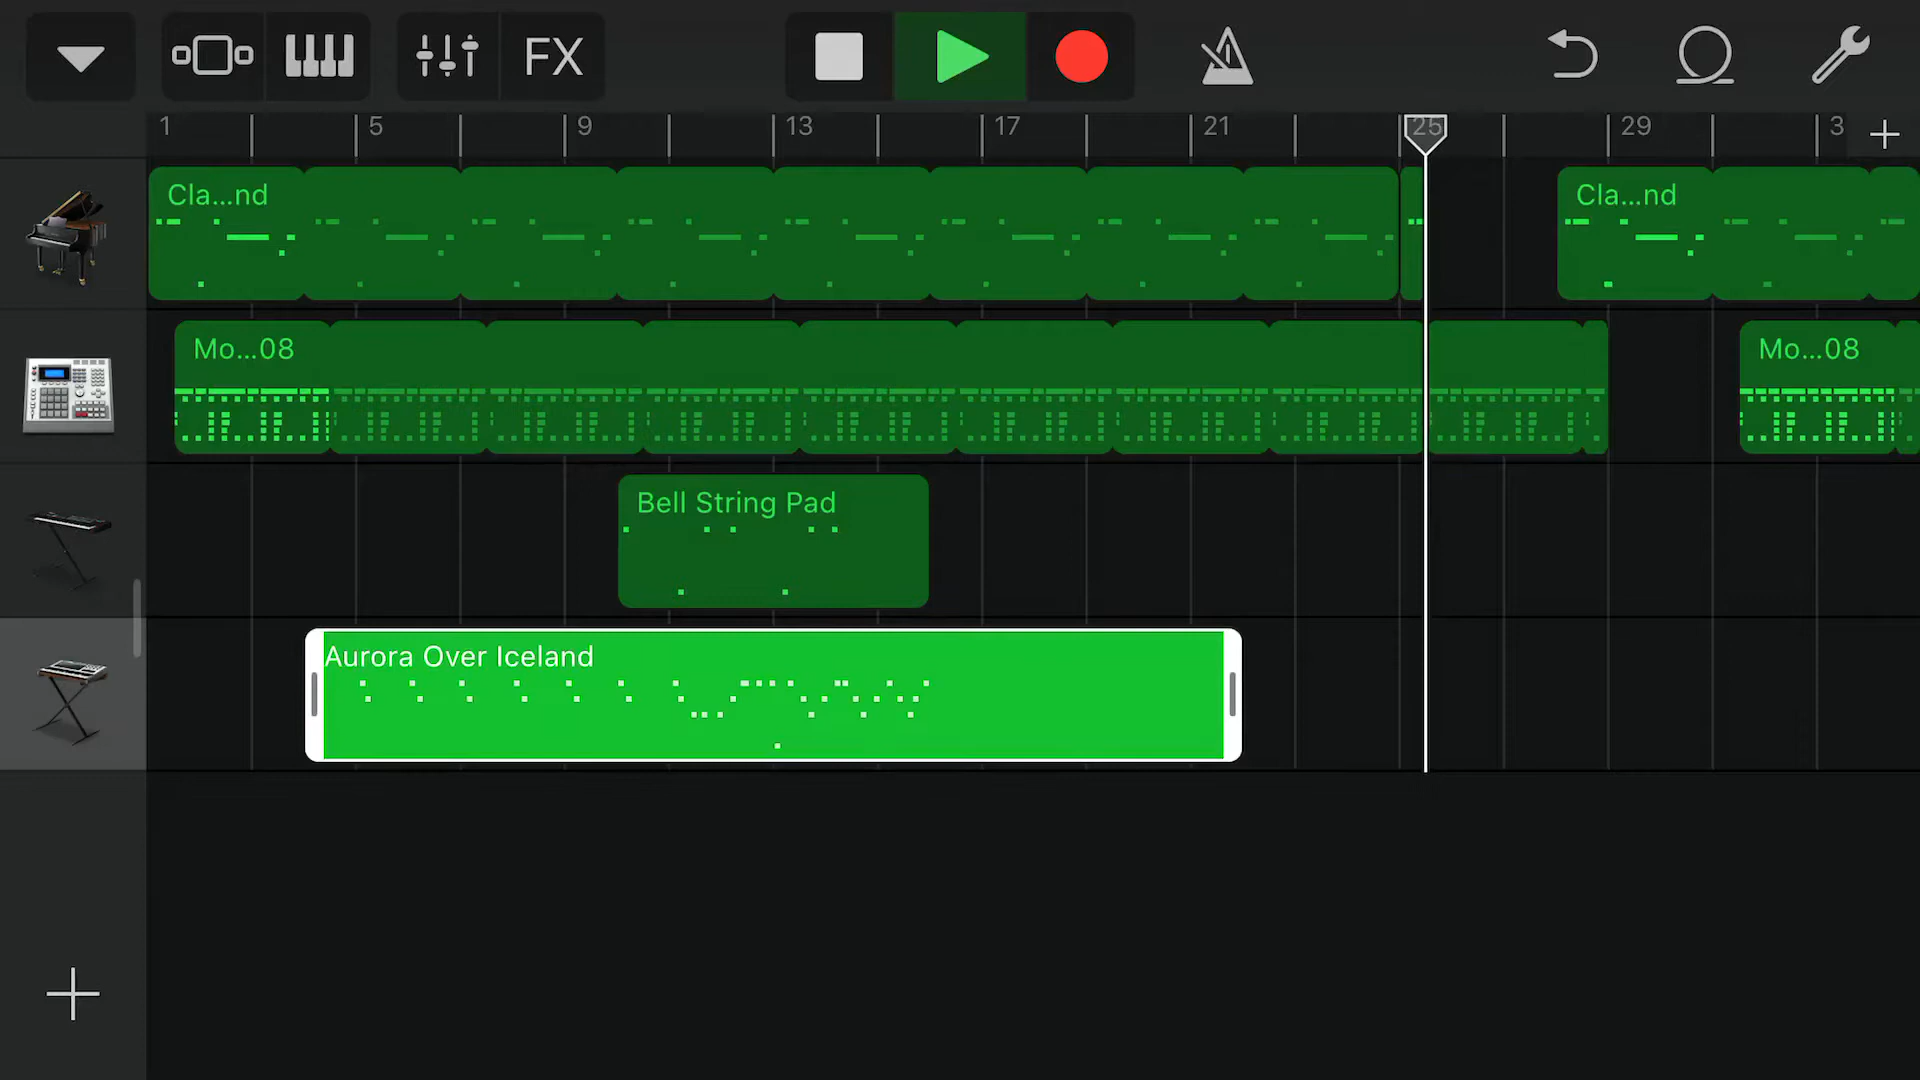 FX
1 5 9 13 17 21 25 29 3
Cla...nd Cla...nd
Mo...08 Mo...08
Bell String Pad
Aurora Over Iceland